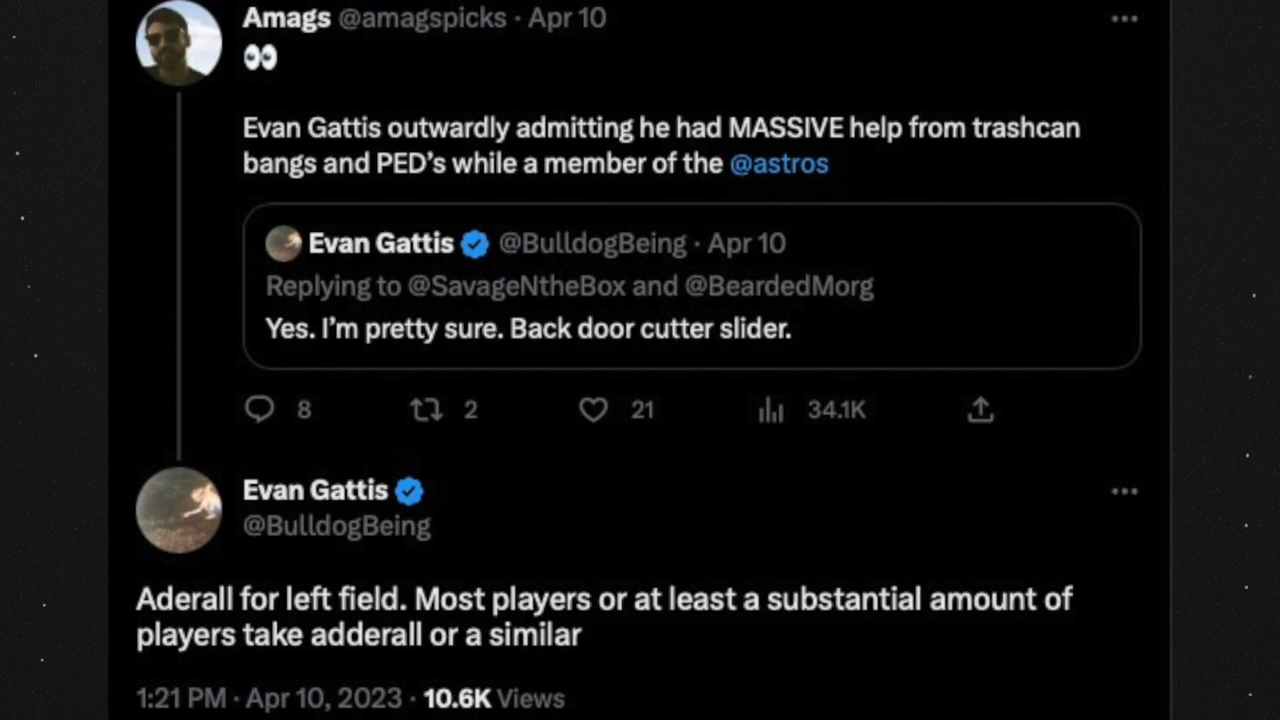 Amags @amagspicks · Apr 10
👀
Evan Gattis outwardly admitting he had MASSIVE help from trashcan
bangs and PED’s while a member of the @astros
Evan Gattis @BulldogBeing · Apr 10
Replying to @SavageNtheBox and @BeardedMorg
Yes. I’m pretty sure. Back door cutter slider.
8 2 21 34.1K
Evan Gattis
@BulldogBeing
Aderall for left field. Most players or at least a substantial amount of
players take adderall or a similar
1:21 PM · Apr 10, 2023 · 10.6K Views